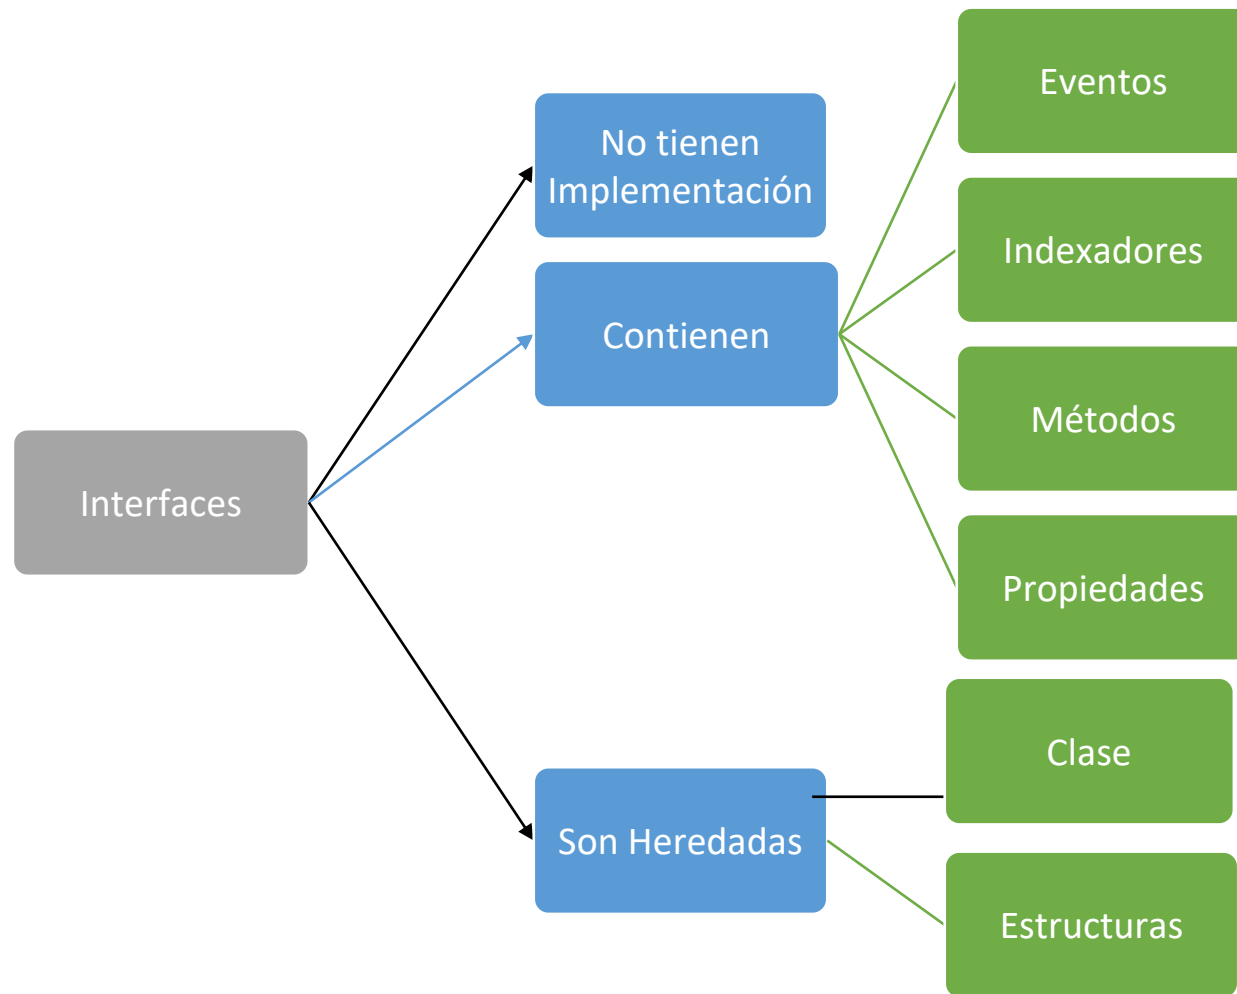 Interfaces
No tienen
Implementación
Contienen
Eventos
Indexadores
Métodos
Propiedades
Son Heredadas
Clase
Estructuras